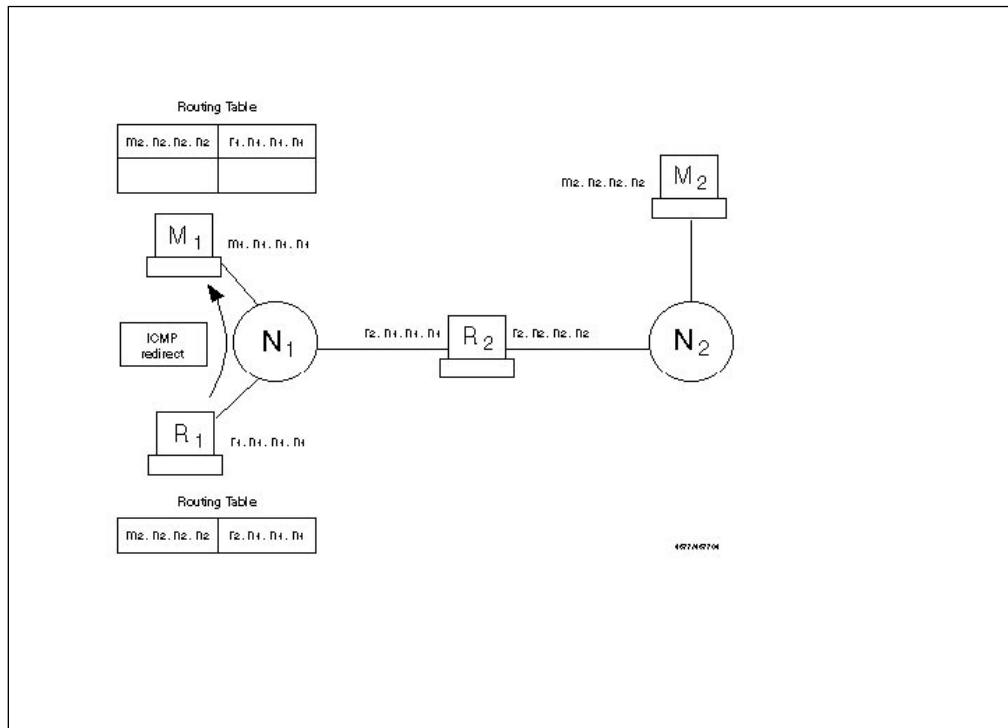 Routing Table
m₂. n₂. n₂. n₂ r₁. n₁. n₁. n₁
M₁
m₁. n₁. n₁. n₁
ICMP
redirect
N₁
R₁
r₁. n₁. n₁. n₁
Routing Table
m₂. n₂. n₂. n₂ r₂. n₁. n₁. n₁
r₂. n₁. n₁. n₁
R₂
r₂. n₂. n₂. n₂
m₂. n₂. n₂. n₂
M₂
N₂